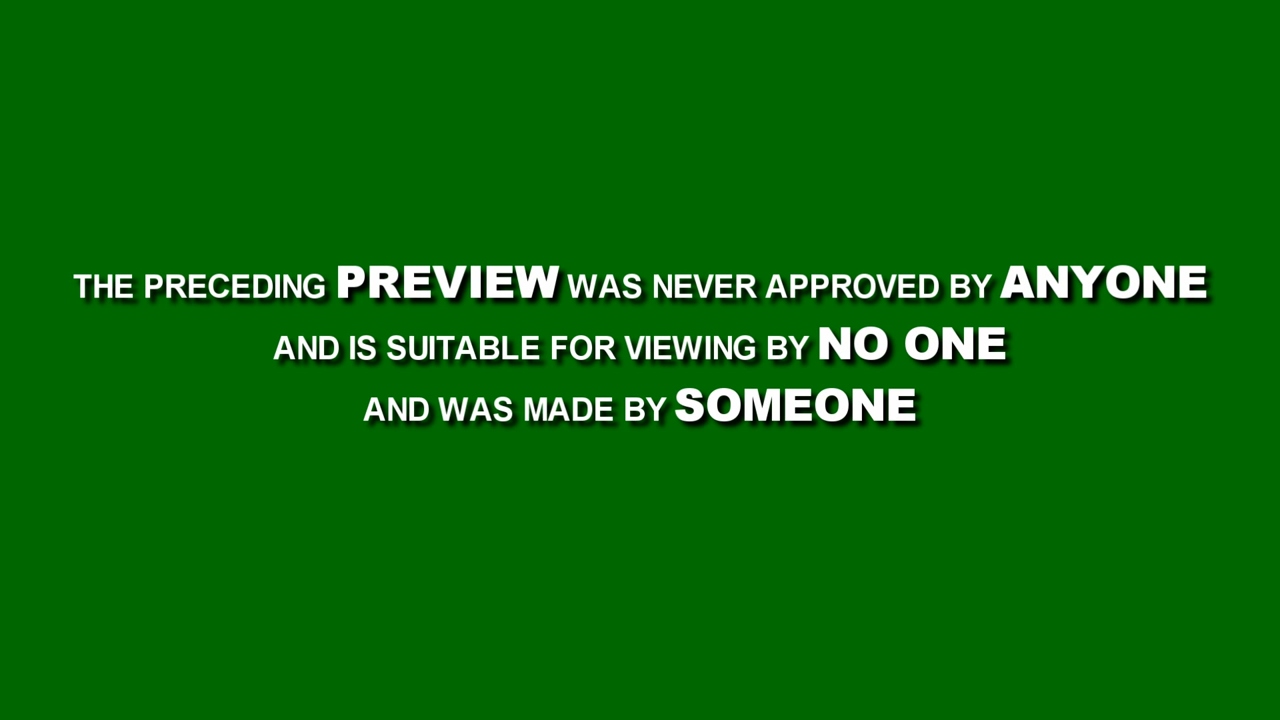 THE PRECEDING PREVIEW WAS NEVER APPROVED BY ANYONE
AND IS SUITABLE FOR VIEWING BY NO ONE
AND WAS MADE BY SOMEONE